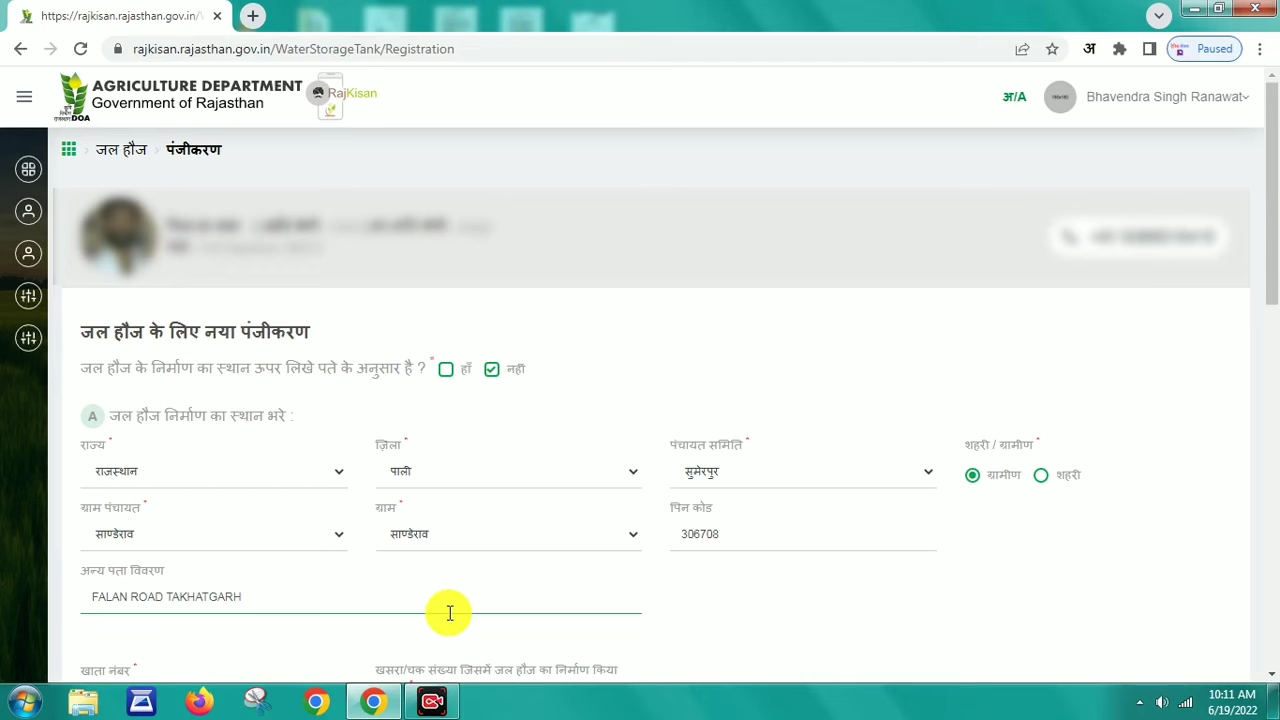 https://rajkisan.rajasthan.gov.in/
rajkisan.rajasthan.gov.in/WaterStorageTank/Registration
Paused
AGRICULTURE DEPARTMENT
Government of Rajasthan
DOA
RajKisan
अ/A
Bhavendra Singh Ranawat
जल हौज
पंजीकरण
जल हौज के लिए नया पंजीकरण
जल हौज के निर्माण का स्थान ऊपर लिखे पते के अनुसार है ? * हाँ नहीं
A जल हौज निर्माण का स्थान भरे :
राज्य * ज़िला * पंचायत समिति * शहरी / ग्रामीण *
राजस्थान पाली सुमेरपुर ग्रामीण शहरी
ग्राम पंचायत * ग्राम * पिन कोड
साण्डेराव साण्डेराव 306708
अन्य पता विवरण
FALAN ROAD TAKHATGARH
खाता नंबर * खसरा/चक संख्या जिसमें जल हौज का निर्माण किया
10:11 AM
6/19/2022